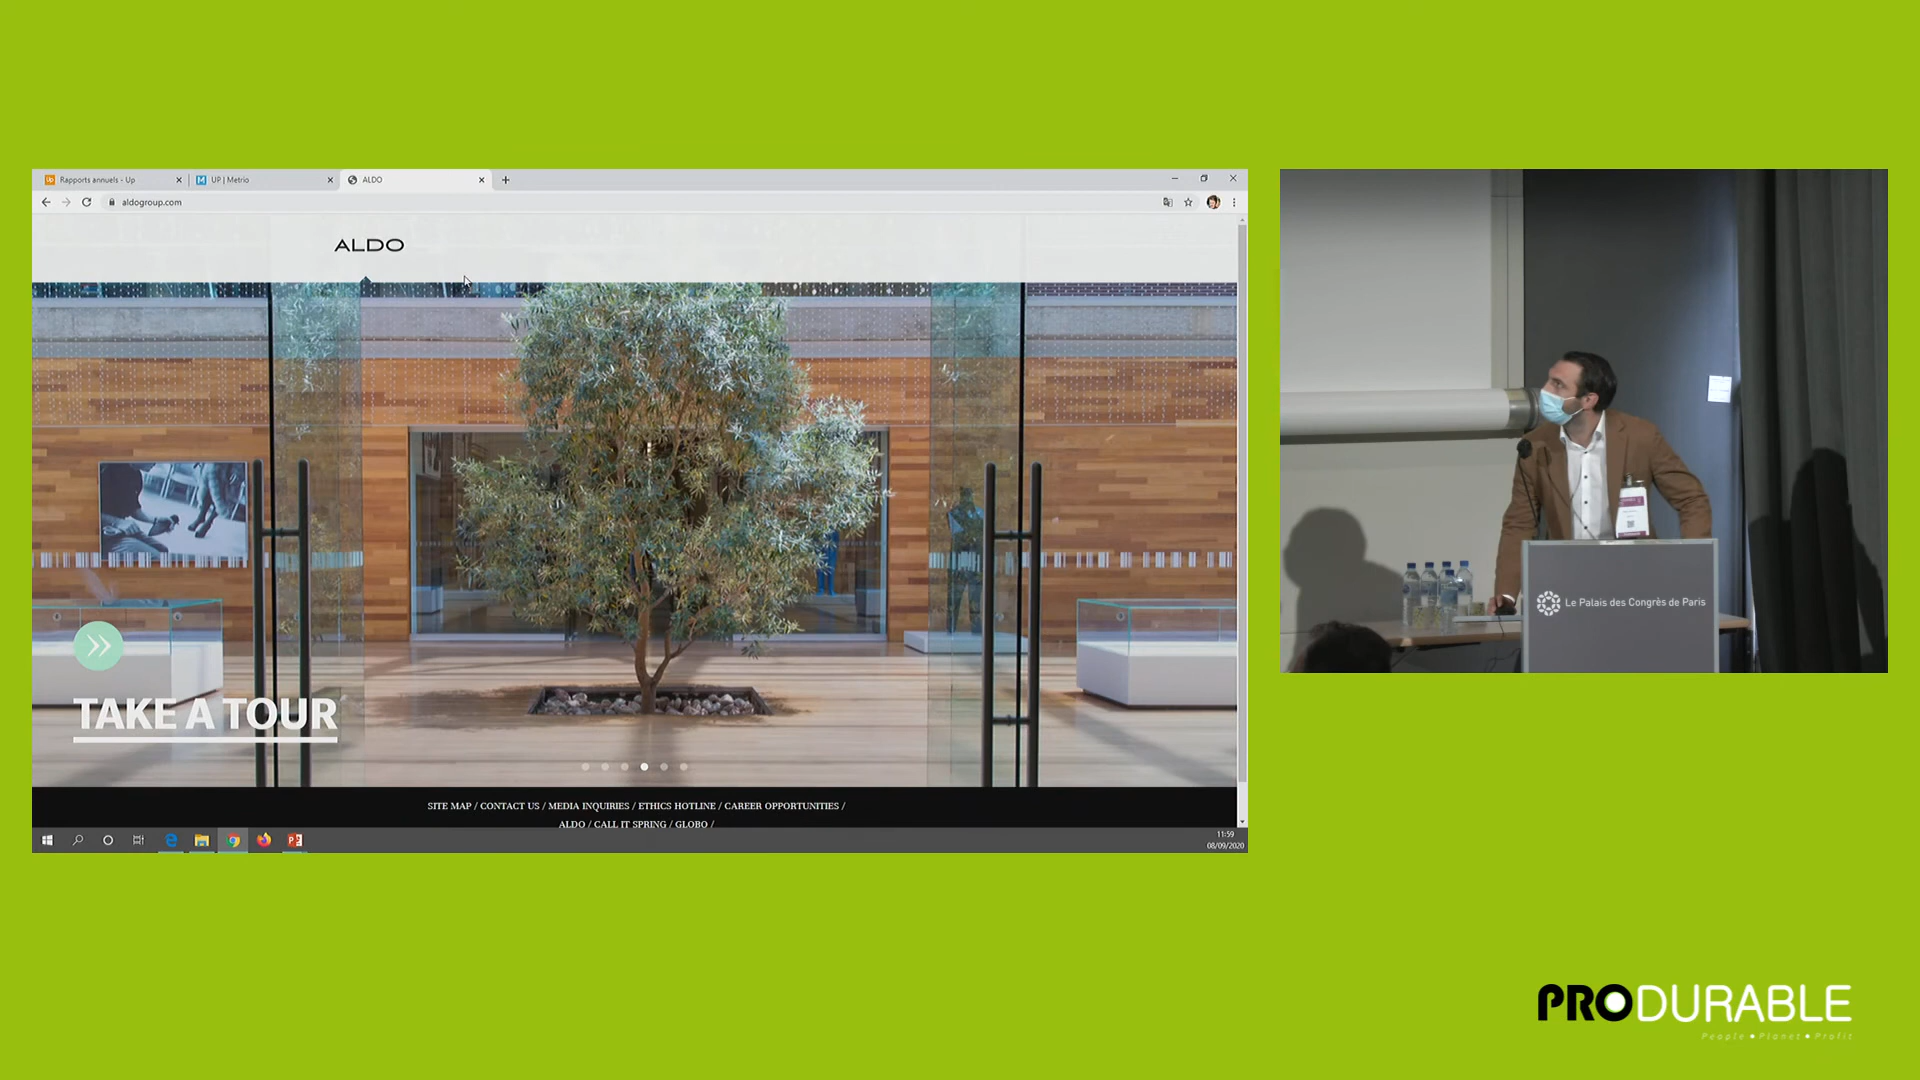 Rapports annuels - Up
UP | Metrio
ALDO
aldogroup.com
ALDO
TAKE A TOUR
SITE MAP / CONTACT US / MEDIA INQUIRIES / ETHICS HOTLINE / CAREER OPPORTUNITIES /
ALDO / CALL IT SPRING / GLOBO /
11:59
08/09/2020
Le Palais des Congrès de Paris
PRODURABLE
People • Planet • Profit